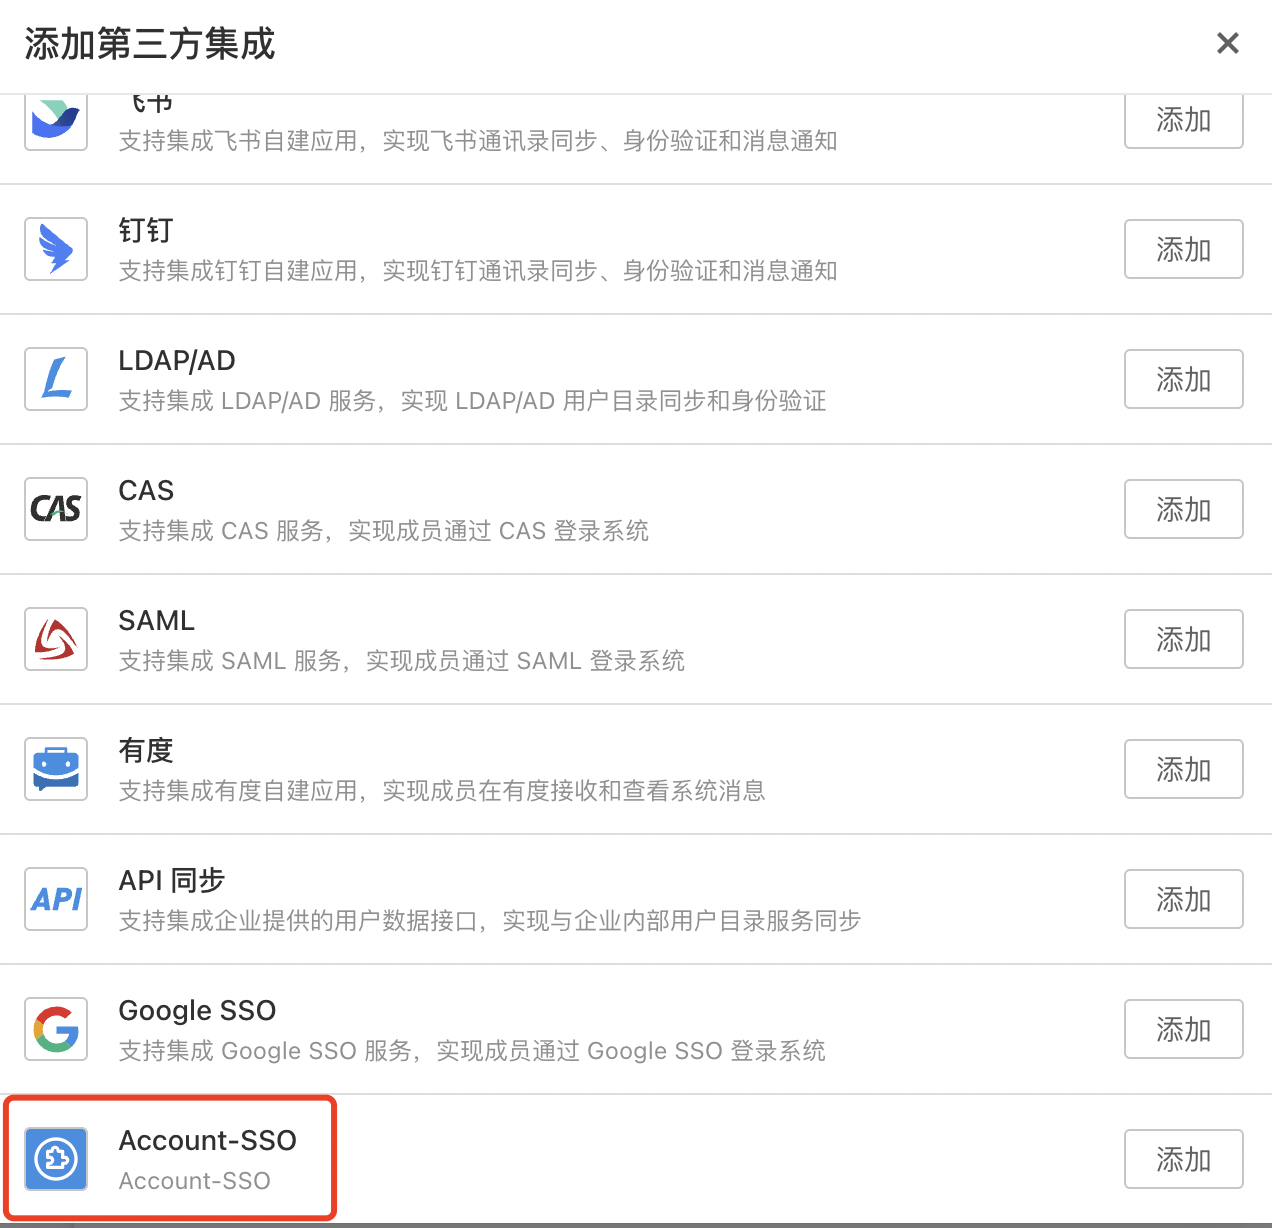 添加第三方集成
飞书
支持集成飞书自建应用，实现飞书通讯录同步、身份验证和消息通知
添加
钉钉
支持集成钉钉自建应用，实现钉钉通讯录同步、身份验证和消息通知
添加
LDAP/AD
支持集成 LDAP/AD 服务，实现 LDAP/AD 用户目录同步和身份验证
添加
CAS
CAS
支持集成 CAS 服务，实现成员通过 CAS 登录系统
添加
SAML
支持集成 SAML 服务，实现成员通过 SAML 登录系统
添加
有度
支持集成有度自建应用，实现成员在有度接收和查看系统消息
添加
API
API 同步
支持集成企业提供的用户数据接口，实现与企业内部用户目录服务同步
添加
Google SSO
支持集成 Google SSO 服务，实现成员通过 Google SSO 登录系统
添加
Account-SSO
Account-SSO
添加